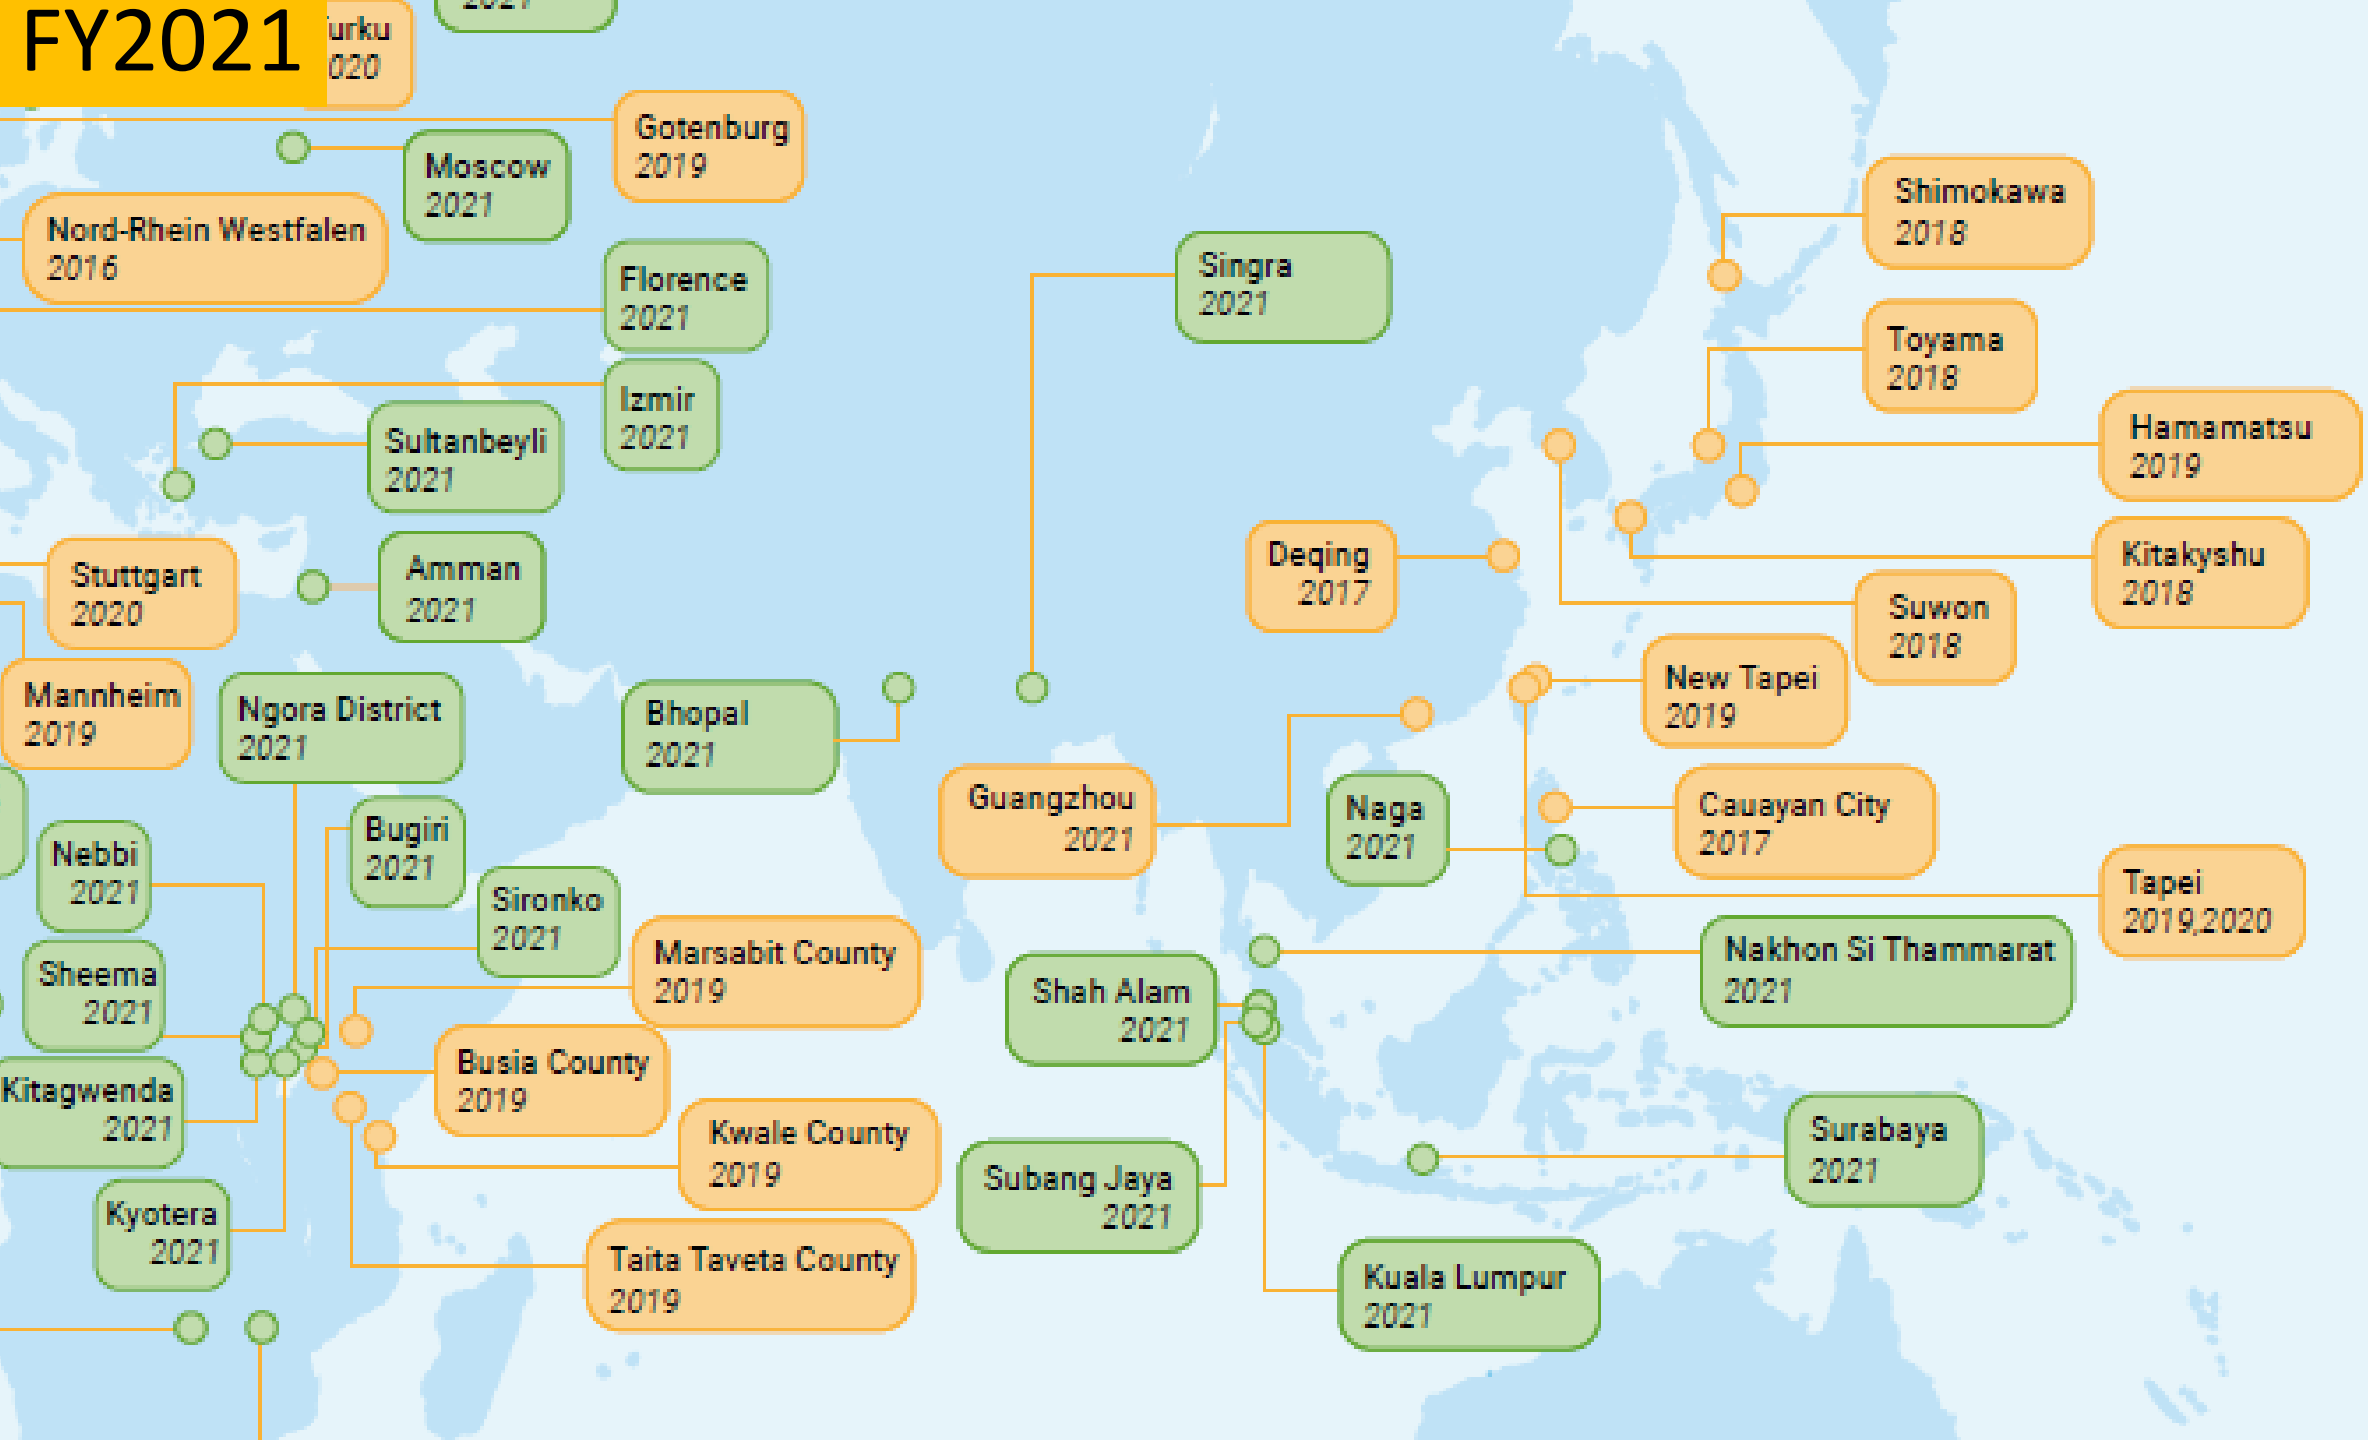 FY2021
urku
020
2021
Gotenburg
2019
Moscow
2021
Nord-Rhein Westfalen
2016
Shimokawa
2018
Florence
2021
Singra
2021
Toyama
2018
Izmir
2021
Sultanbeyli
2021
Hamamatsu
2019
Stuttgart
2020
Amman
2021
Deqing
2017
Kitakyshu
2018
Suwon
2018
Mannheim
2019
Ngora District
2021
Bhopal
2021
New Tapei
2019
Guangzhou
2021
Naga
2021
Cauayan City
2017
Nebbi
2021
Bugiri
2021
Sironko
2021
Tapei
2019,2020
Marsabit County
2019
Nakhon Si Thammarat
2021
Sheema
2021
Shah Alam
2021
Busia County
2019
Kitagwenda
2021
Kwale County
2019
Subang Jaya
2021
Surabaya
2021
Kyotera
2021
Taita Taveta County
2019
Kuala Lumpur
2021